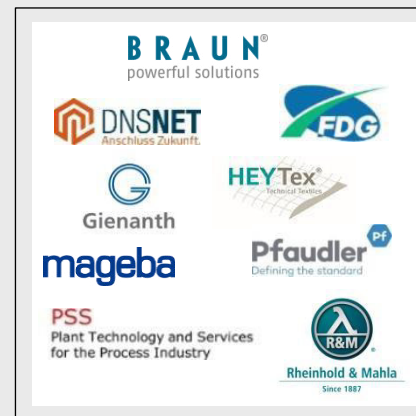 BRAUN®
powerful solutions
DNSNET
Anschluss Zukunft.
FDG
G
Gienanth
HEYTex®
Technical Textiles
mageba
Pfaudler
Pf
Defining the standard
PSS
Plant Technology and Services
for the Process Industry
λ
R&M®
Rheinhold & Mahla
Since 1887